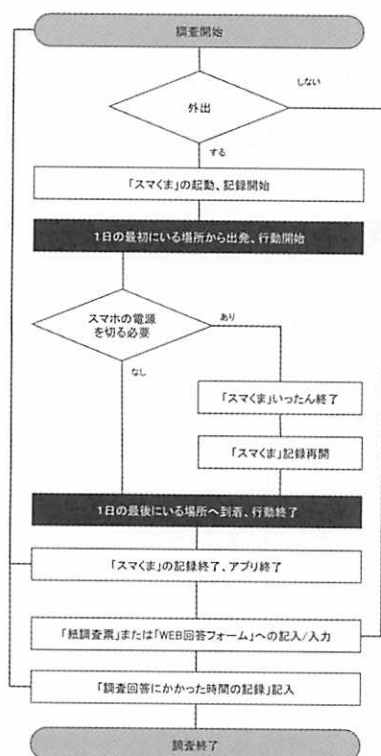 調査開始
しない
外出
する
「スマくま」の起動、記録開始
1日の最初にいる場所から出発、行動開始
スマホの電源
を切る必要
あり
なし
「スマくま」いったん終了
「スマくま」記録再開
1日の最後にいる場所へ到着、行動終了
「スマくま」の記録終了、アプリ終了
「紙調査票」または「WEB回答フォーム」への記入/入力
「調査回答にかかった時間の記録」記入
調査終了